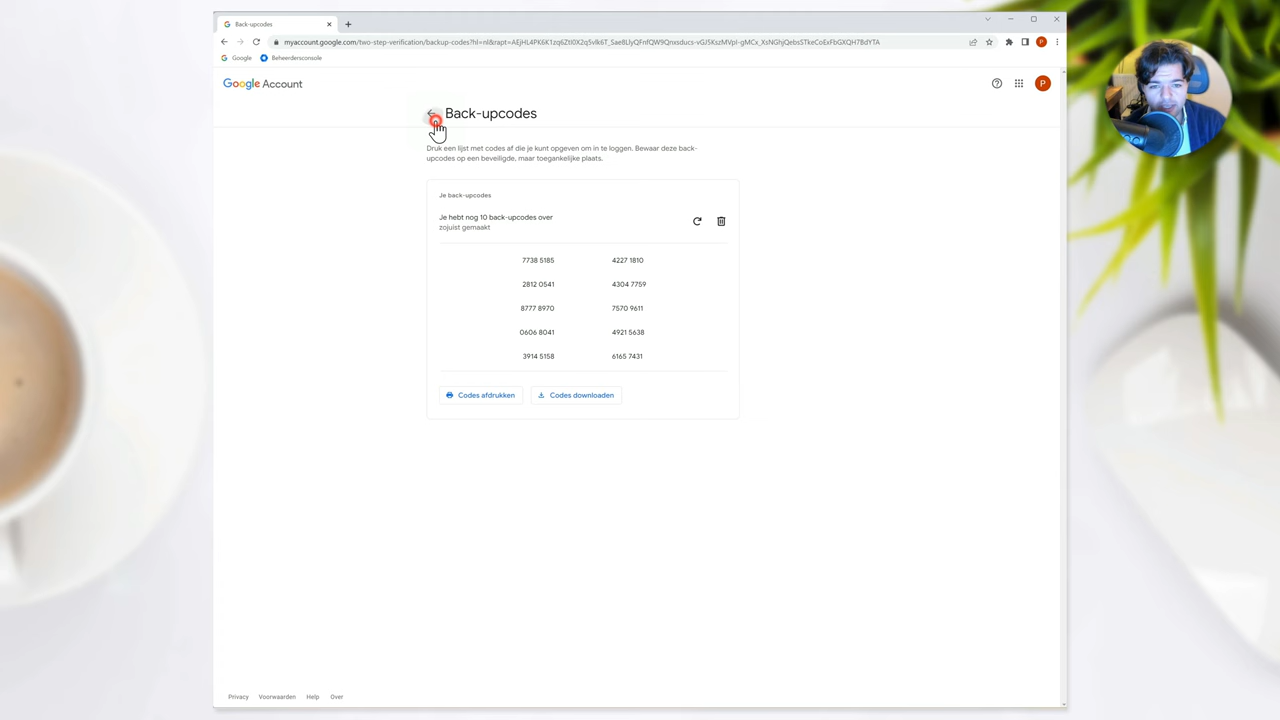 Back-upcodes
myaccount.google.com/two-step-verification/backup-codes?hl=nl&rapt=
Google Beheerdersconsole
Google Account
P
P
Back-upcodes
Druk een lijst met codes af die je kunt opgeven om in te loggen. Bewaar deze back-
upcodes op een beveiligde, maar toegankelijke plaats.
Je back-upcodes
Je hebt nog 10 back-upcodes over
zojuist gemaakt
7738 5185 4227 1810
2812 0541 4304 7759
8777 8970 7570 9611
0606 8041 4921 5638
3914 5158 6165 7431
Codes afdrukken Codes downloaden
Privacy Voorwaarden Help Over